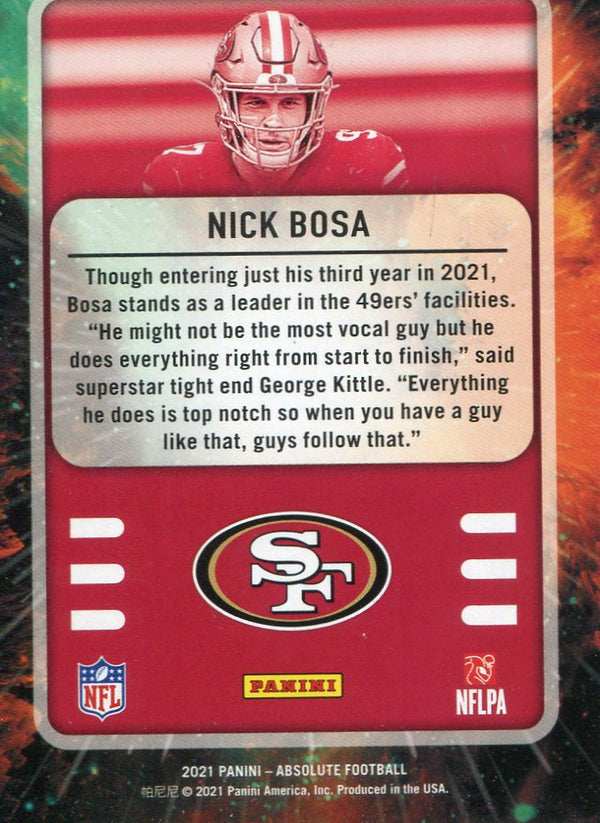 NICK BOSA
Though entering just his third year in 2021,
Bosa stands as a leader in the 49ers' facilities.
“He might not be the most vocal guy but he
does everything right from start to finish,” said
superstar tight end George Kittle. “Everything
he does is top notch so when you have a guy
like that, guys follow that.”
SF
NFL
PANINI
NFLPA
2021 PANINI – ABSOLUTE FOOTBALL
帕尼尼 © 2021 Panini America, Inc. Produced in the USA.